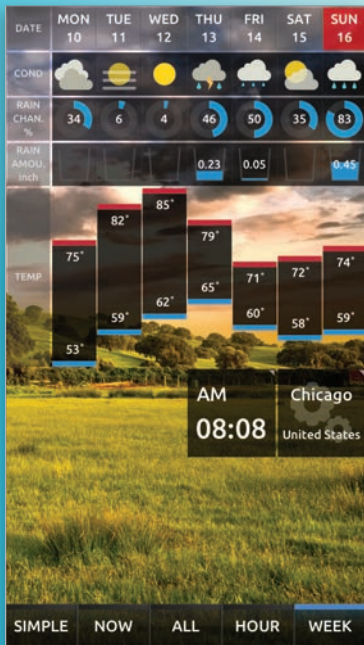 DATE MON 10 TUE 11 WED 12 THU 13 FRI 14 SAT 15 SUN 16
COND
RAIN CHAN. % 34 6 4 46 50 35 83
RAIN AMOU. inch 0.23 0.05 0.45
TEMP 75° 82° 85° 79° 71° 72° 74°
53° 59° 62° 65° 60° 58° 59°
AM Chicago
08:08 United States
SIMPLE NOW ALL HOUR WEEK